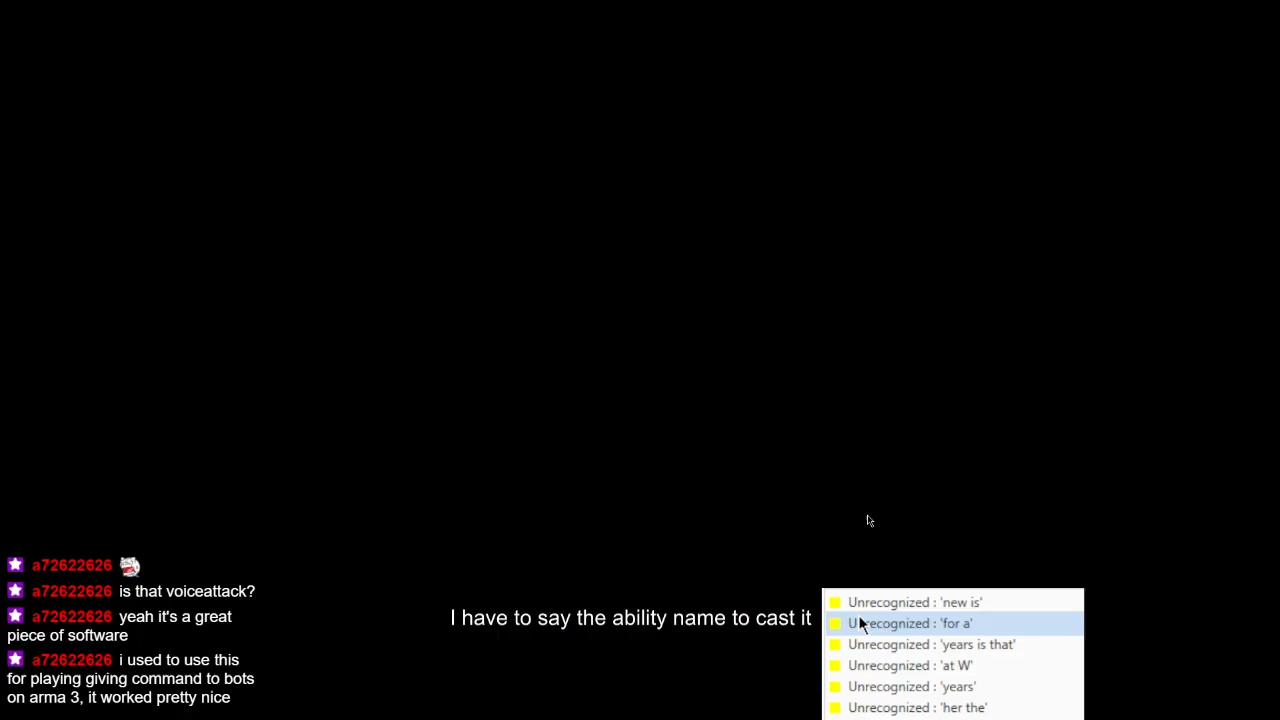 a72622626
a72622626 is that voiceattack?
a72622626 yeah it's a great
piece of software
a72622626 i used to use this
for playing giving command to bots
on arma 3, it worked pretty nice
I have to say the ability name to cast it
Unrecognized : 'new is'
Unrecognized : 'for a'
Unrecognized : 'years is that'
Unrecognized : 'at W'
Unrecognized : 'years'
Unrecognized : 'her the'